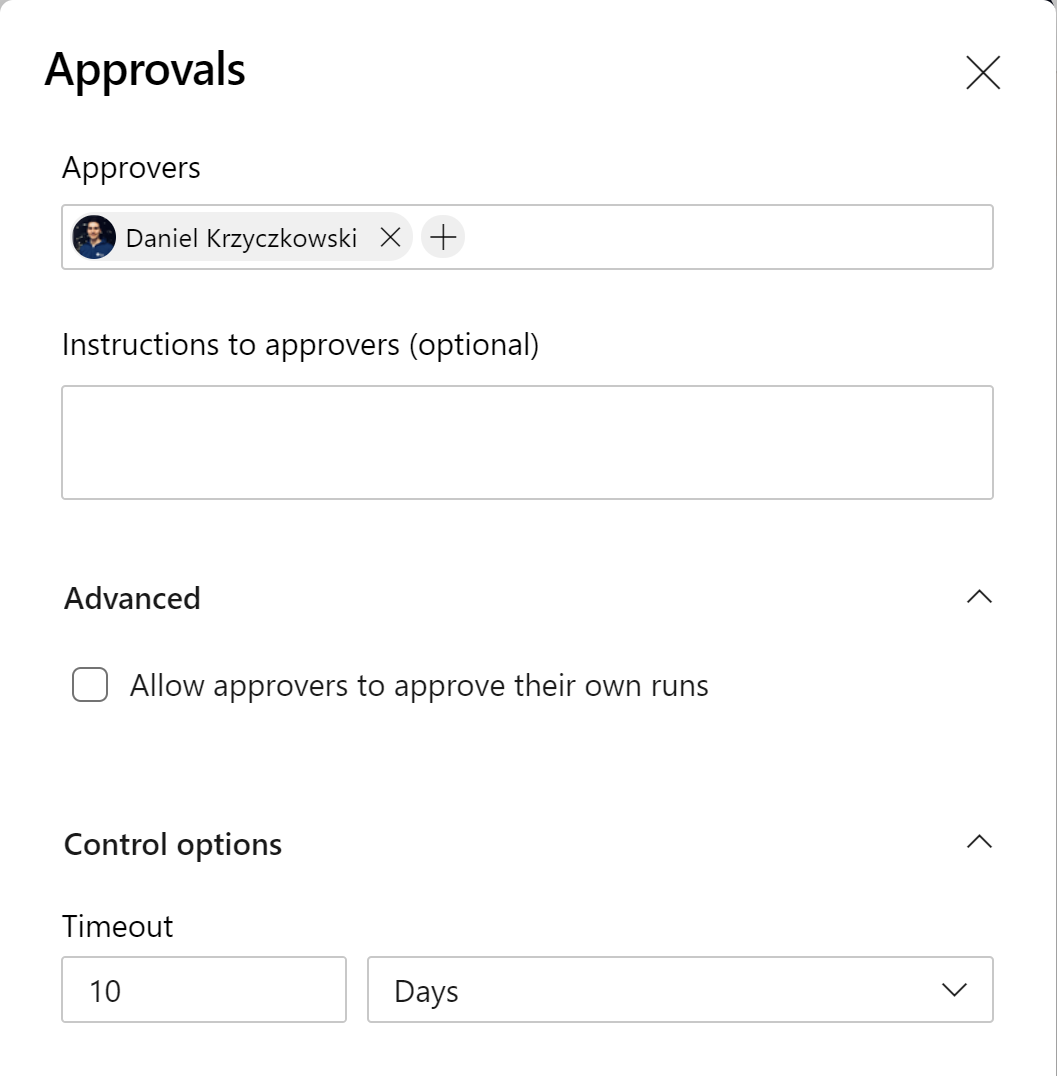 Approvals
Approvers
Daniel Krzyczkowski
Instructions to approvers (optional)
Advanced
Allow approvers to approve their own runs
Control options
Timeout
10 Days